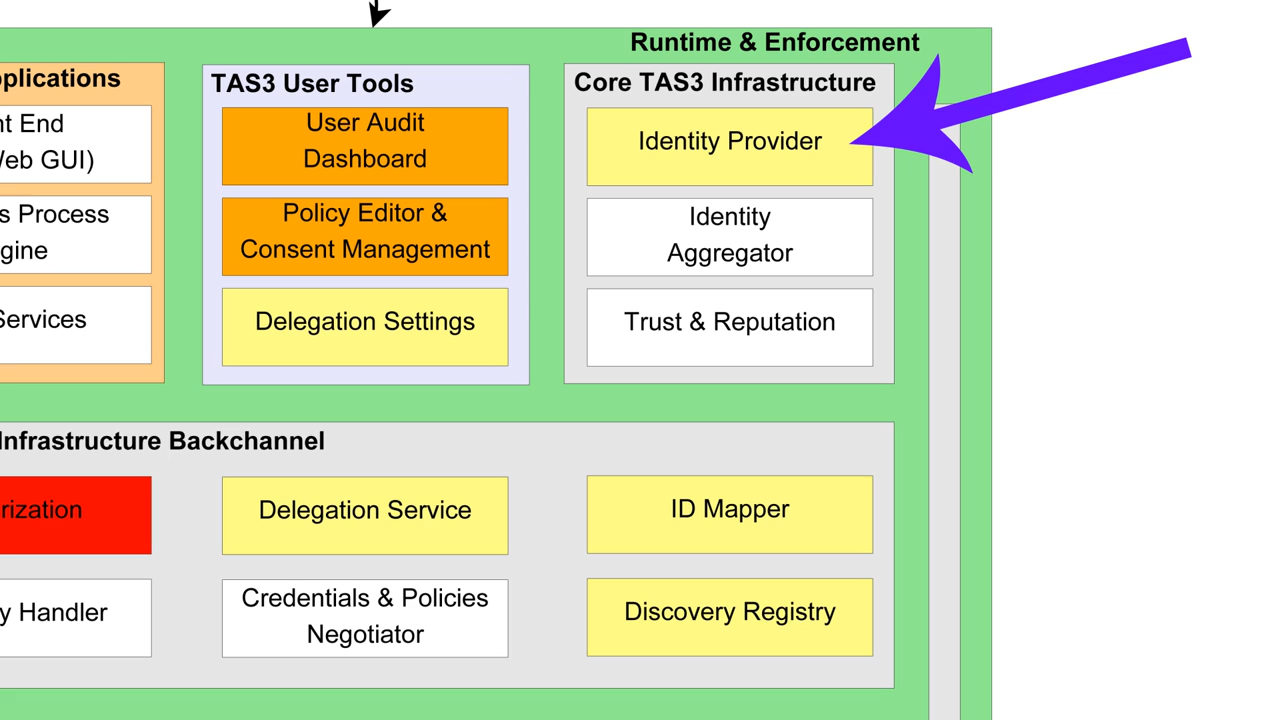 Runtime & Enforcement
plications
nt End
Web GUI)
s Process
gine
Services
TAS3 User Tools
User Audit
Dashboard
Policy Editor &
Consent Management
Delegation Settings
Core TAS3 Infrastructure
Identity Provider
Identity
Aggregator
Trust & Reputation
Infrastructure Backchannel
rization
Delegation Service
ID Mapper
y Handler
Credentials & Policies
Negotiator
Discovery Registry